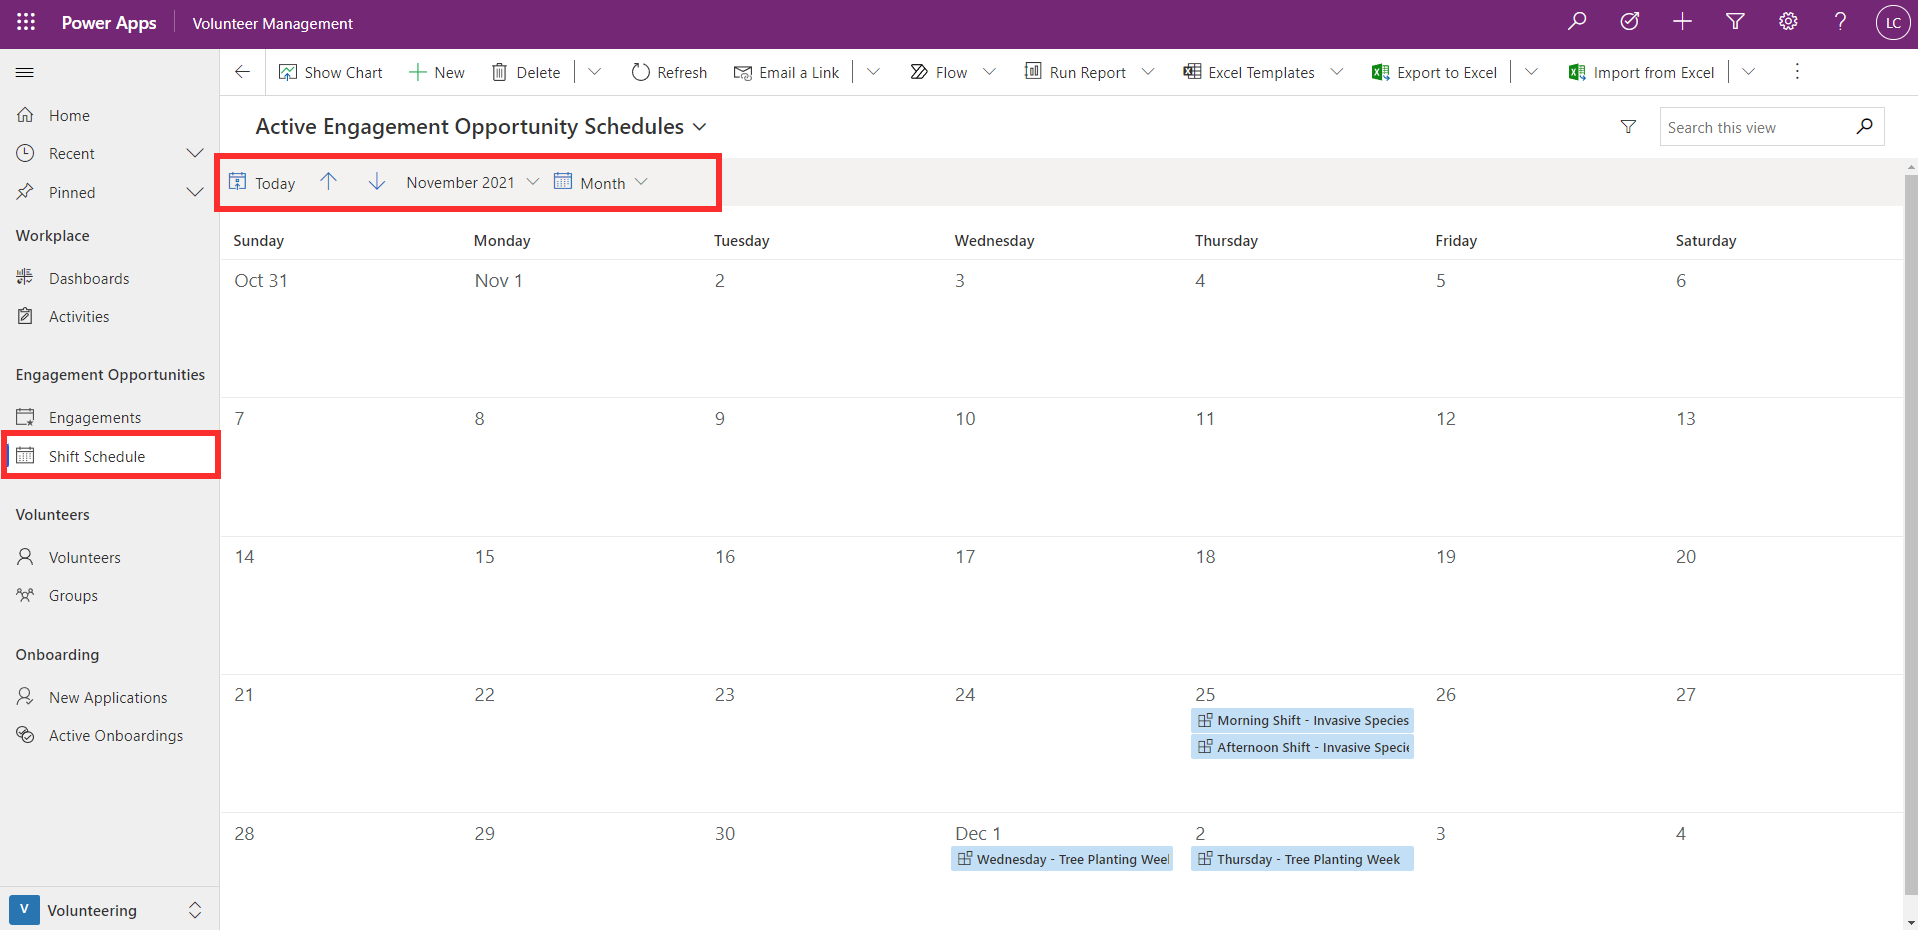 Power Apps
Volunteer Management
LC
Show Chart
New
Delete
Refresh
Email a Link
Flow
Run Report
Excel Templates
Export to Excel
Import from Excel
Home
Recent
Pinned
Workplace
Dashboards
Activities
Engagement Opportunities
Engagements
Shift Schedule
Volunteers
Volunteers
Groups
Onboarding
New Applications
Active Onboardings
V
Volunteering
Active Engagement Opportunity Schedules
Search this view
Today
November 2021
Month
Sunday Monday Tuesday Wednesday Thursday Friday Saturday
Oct 31 Nov 1 2 3 4 5 6
7 8 9 10 11 12 13
14 15 16 17 18 19 20
21 22 23 24 25 26 27
Morning Shift - Invasive Species
Afternoon Shift - Invasive Specie
28 29 30 Dec 1 2 3 4
Wednesday - Tree Planting Wee
Thursday - Tree Planting Week